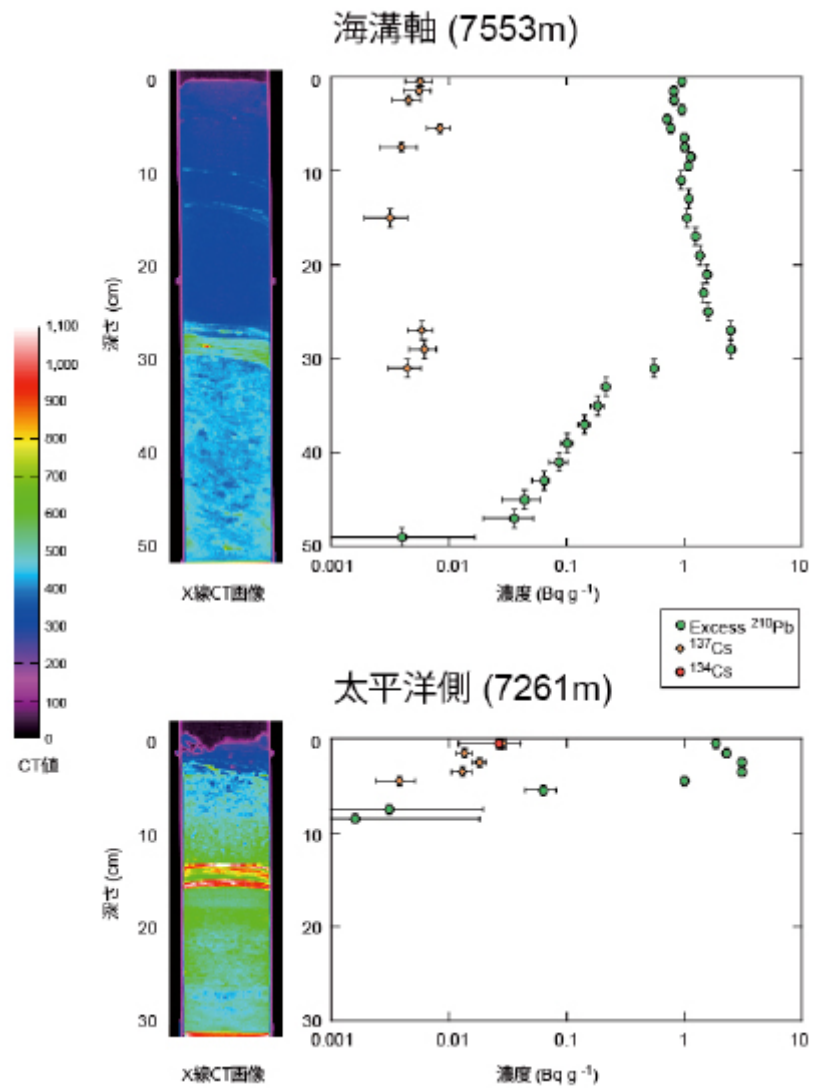 海溝軸 (7553m)
0
10
20
30
40
50
深さ (cm)
0.001
0.01
0.1
1
10
X線CT画像
濃度 (Bq g⁻¹)
1,100
1,000
900
800
700
600
500
400
300
200
100
0
CT値
Excess ²¹⁰Pb
¹³⁷Cs
¹³⁴Cs
太平洋側 (7261m)
0
10
20
30
深さ (cm)
0.001
0.01
0.1
1
10
X線CT画像
濃度 (Bq g⁻¹)